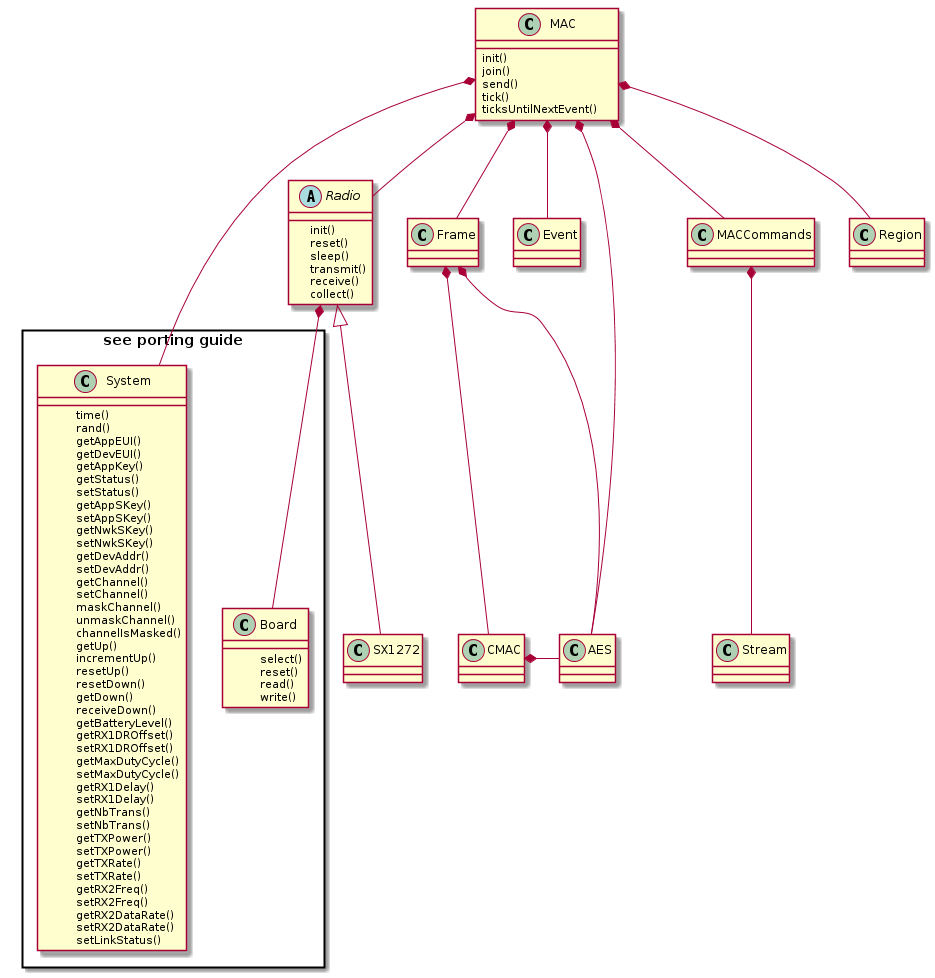 C MAC
init()
join()
send()
tick()
ticksUntilNextEvent()
A Radio
init()
reset()
sleep()
transmit()
receive()
collect()
C Frame
C Event
C MACCommands
C Region
see porting guide
C System
time()
rand()
getAppEUI()
getDevEUI()
getAppKey()
getStatus()
setStatus()
getAppSKey()
setAppSKey()
getNwkSKey()
setNwkSKey()
getDevAddr()
setDevAddr()
getChannel()
setChannel()
maskChannel()
unmaskChannel()
channelIsMasked()
getUp()
incrementUp()
resetUp()
resetDown()
getDown()
receiveDown()
getBatteryLevel()
getRX1DROffset()
setRX1DROffset()
getMaxDutyCycle()
setMaxDutyCycle()
getRX1Delay()
setRX1Delay()
getNbTrans()
setNbTrans()
getTXPower()
setTXPower()
getTXRate()
setTXRate()
getRX2Freq()
setRX2Freq()
getRX2DataRate()
setRX2DataRate()
setLinkStatus()
C Board
select()
reset()
read()
write()
C SX1272
C CMAC
C AES
C Stream